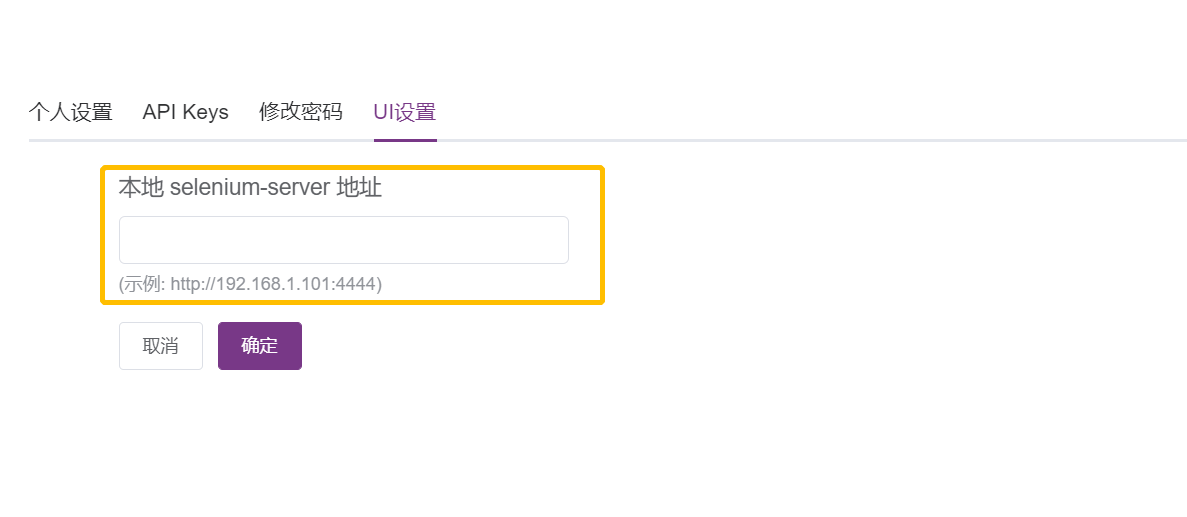 个人设置 API Keys 修改密码 UI设置
本地 selenium-server 地址
(示例: http://192.168.1.101:4444)
取消 确定